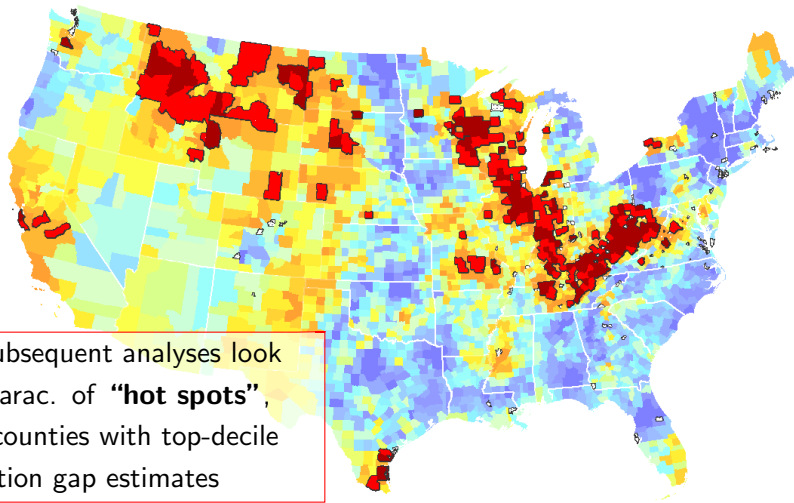 ubsequent analyses look
arac. of “hot spots”,
counties with top-decile
tion gap estimates